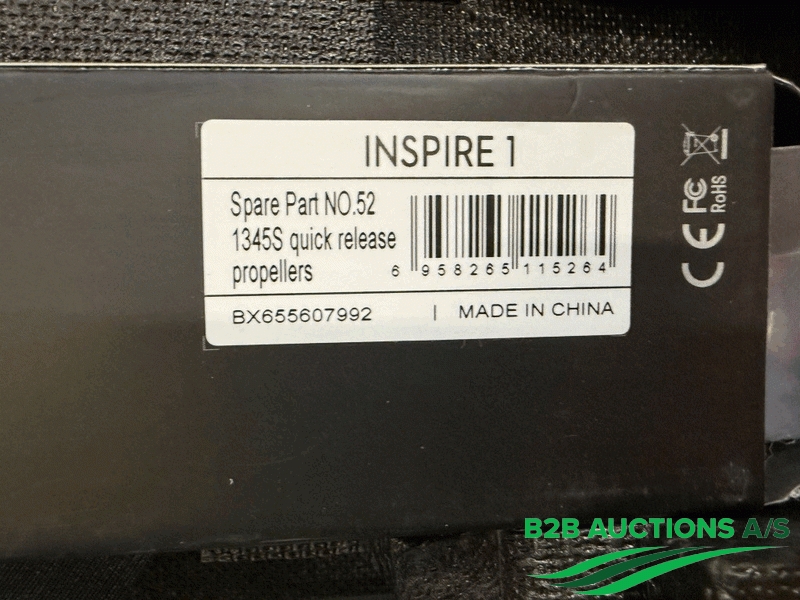 INSPIRE 1
Spare Part NO.52
1345S quick release
propellers
6 958265 115264
BX655607992 | MADE IN CHINA
CE FC RoHS
B2B AUCTIONS A/S